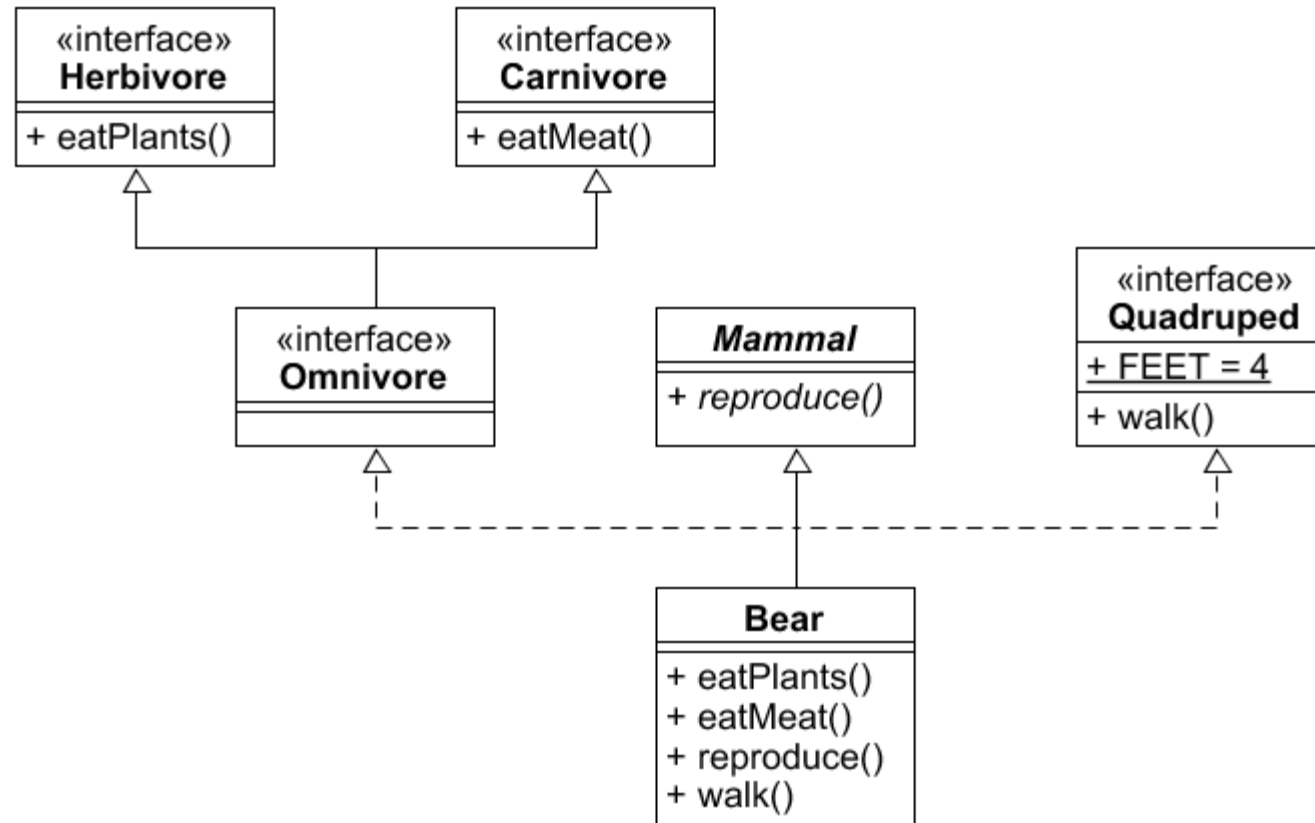 «interface»
Herbivore
+ eatPlants()
«interface»
Carnivore
+ eatMeat()
«interface»
Omnivore
Mammal
+ reproduce()
«interface»
Quadruped
+ FEET = 4
+ walk()
Bear
+ eatPlants()
+ eatMeat()
+ reproduce()
+ walk()